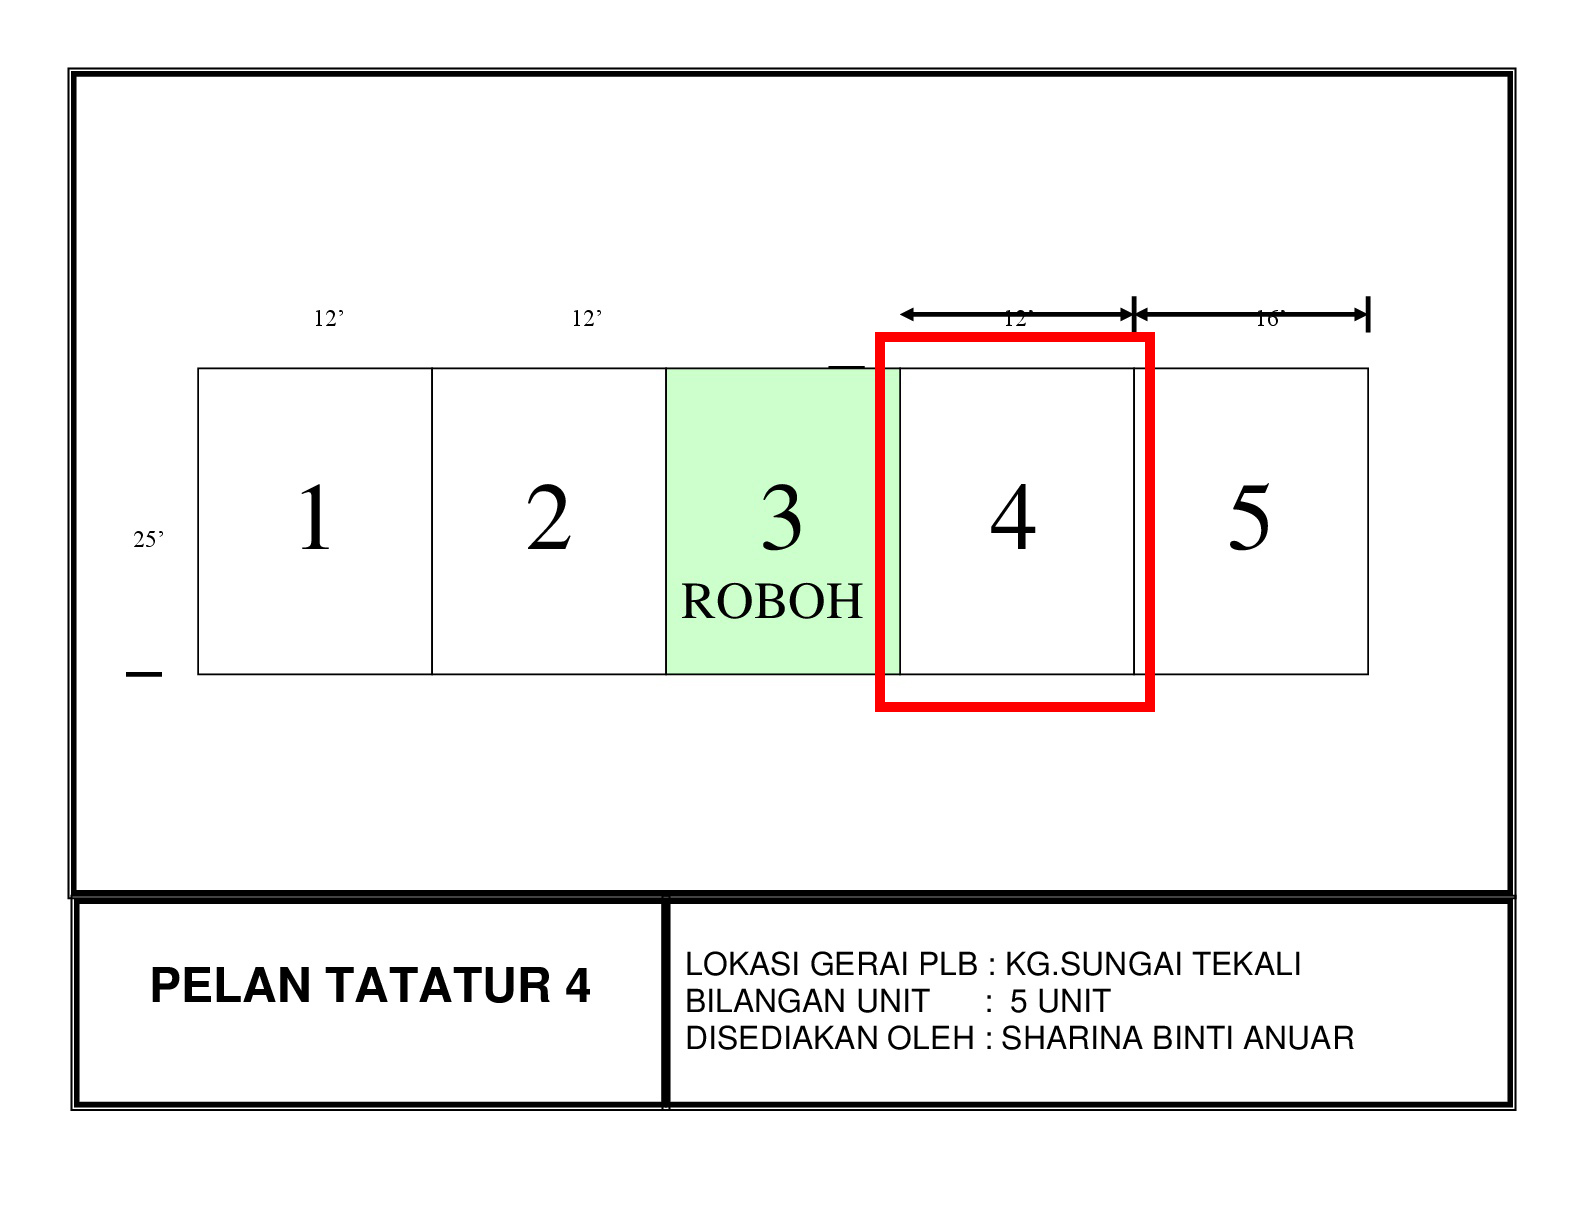 12’ 12’ 12’ 16’
1 2 3 4 5
25’
ROBOH
PELAN TATATUR 4
LOKASI GERAI PLB : KG.SUNGAI TEKALI
BILANGAN UNIT : 5 UNIT
DISEDIAKAN OLEH : SHARINA BINTI ANUAR